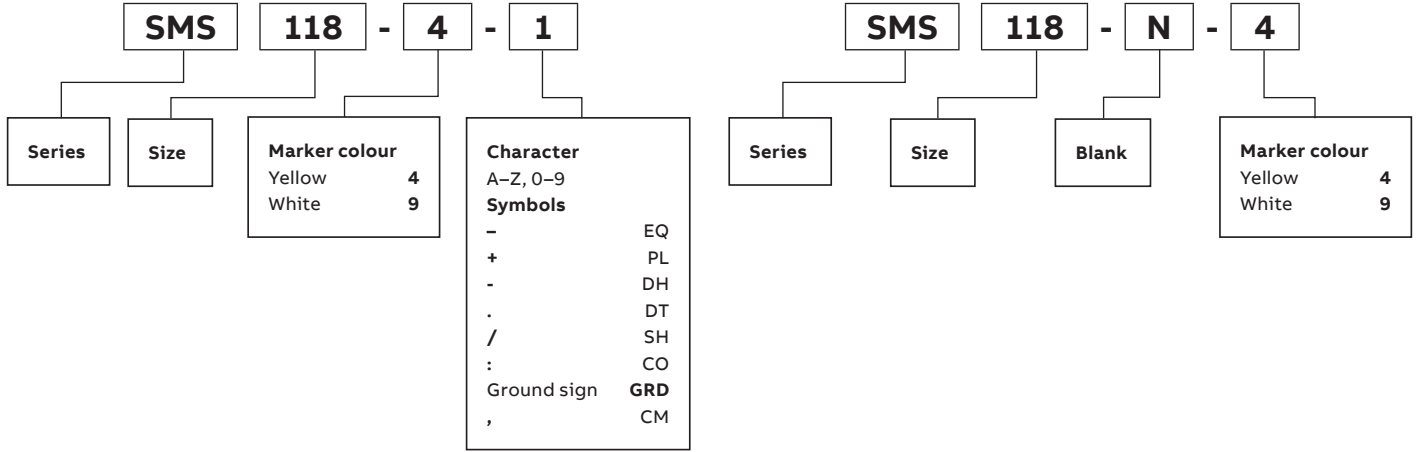 SMS 118 - 4 - 1
Series
Size
Marker colour
Yellow 4
White 9
Character
A–Z, 0–9
Symbols
– EQ
+ PL
- DH
. DT
/ SH
: CO
Ground sign GRD
, CM
SMS 118 - N - 4
Series
Size
Blank
Marker colour
Yellow 4
White 9